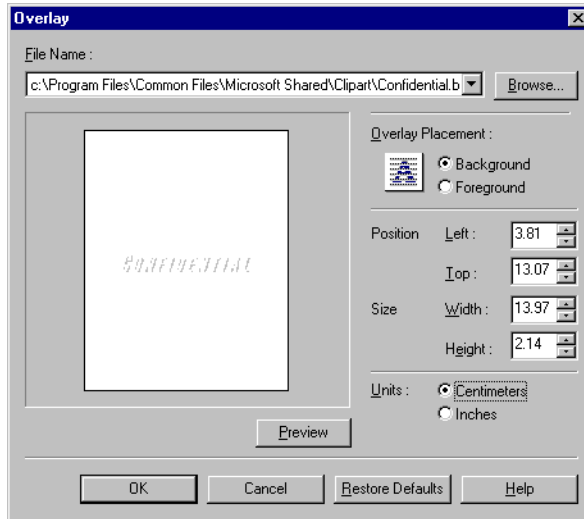 Overlay
File Name :
c:\Program Files\Common Files\Microsoft Shared\Clipart\Confidential.b
Browse...
Overlay Placement :
Background
Foreground
CONFIDENTIAL
Position Left : 3.81
Top : 13.07
Size Width : 13.97
Height : 2.14
Units : Centimeters
Inches
Preview
OK Cancel Restore Defaults Help